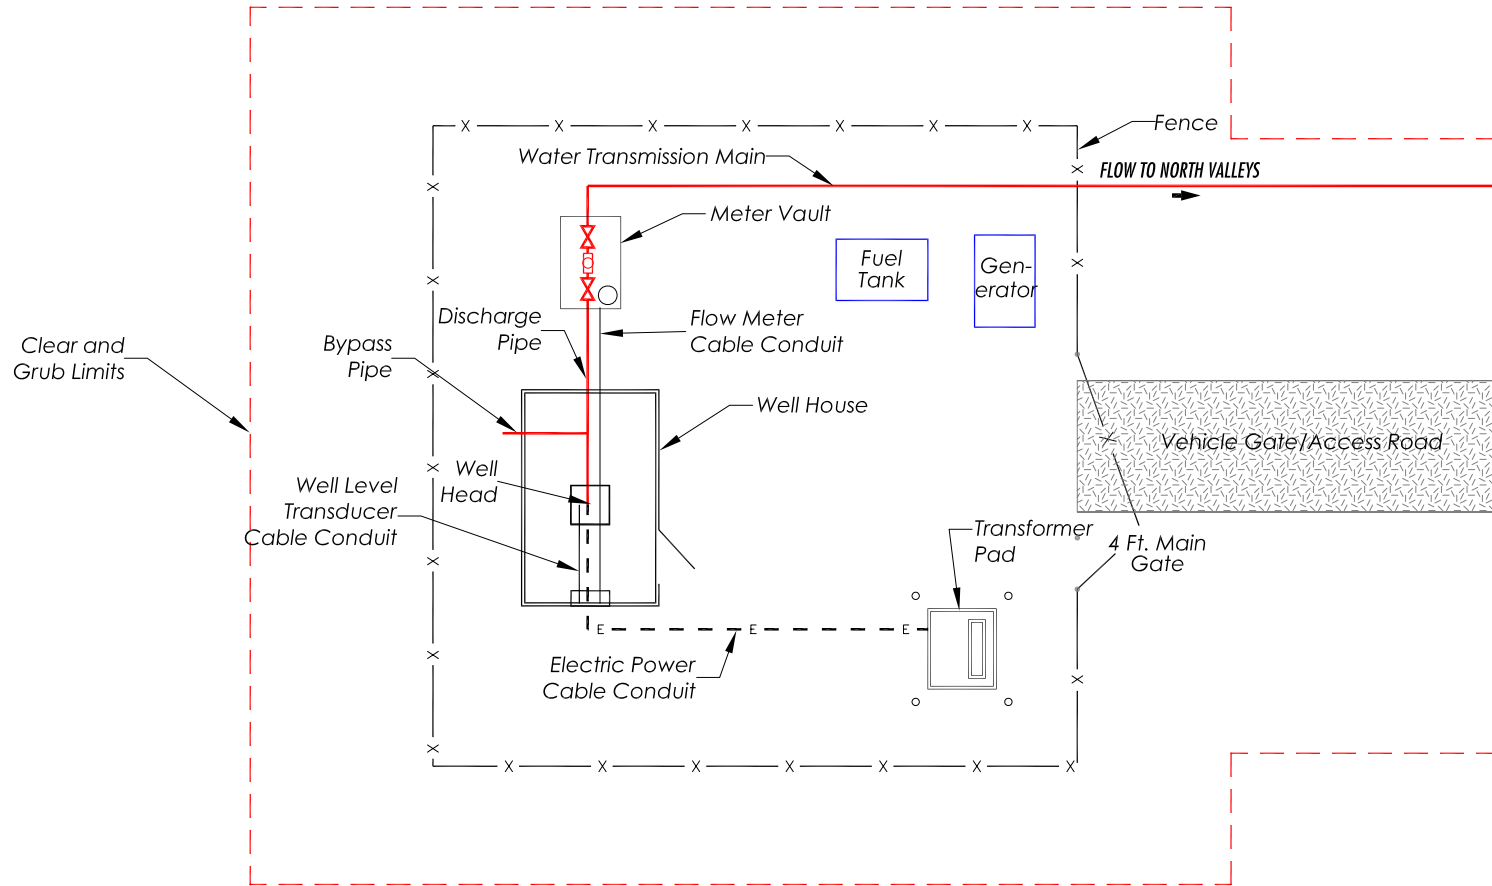 Fence
Water Transmission Main
FLOW TO NORTH VALLEYS
Meter Vault
Fuel
Tank
Gen-
erator
Discharge
Pipe
Flow Meter
Cable Conduit
Bypass
Pipe
Clear and
Grub Limits
Well House
Vehicle Gate/Access Road
Well
Head
Well Level
Transducer
Cable Conduit
Transformer
Pad
4 Ft. Main
Gate
E
E
E
Electric Power
Cable Conduit